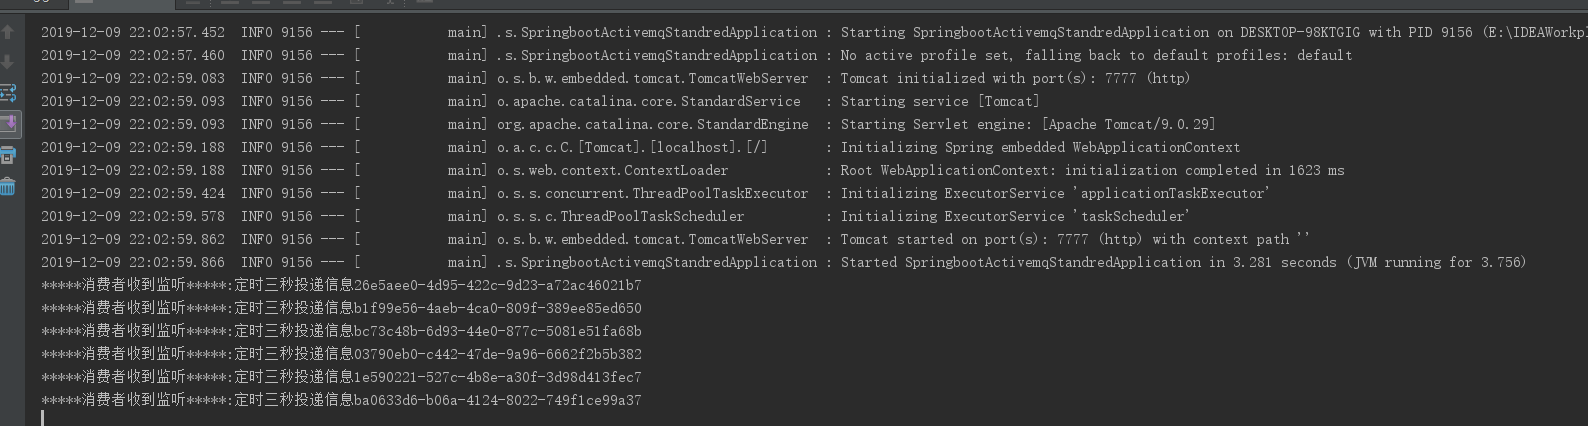 2019-12-09 22:02:57.452  INFO 9156 --- [           main] .s.SpringbootActivemqStandredApplication : Starting SpringbootActivemqStandredApplication on DESKTOP-98KTGIG with PID 9156 (E:\IDEAWorkpl
2019-12-09 22:02:57.460  INFO 9156 --- [           main] .s.SpringbootActivemqStandredApplication : No active profile set, falling back to default profiles: default
2019-12-09 22:02:59.083  INFO 9156 --- [           main] o.s.b.w.embedded.tomcat.TomcatWebServer  : Tomcat initialized with port(s): 7777 (http)
2019-12-09 22:02:59.093  INFO 9156 --- [           main] o.apache.catalina.core.StandardService   : Starting service [Tomcat]
2019-12-09 22:02:59.093  INFO 9156 --- [           main] org.apache.catalina.core.StandardEngine  : Starting Servlet engine: [Apache Tomcat/9.0.29]
2019-12-09 22:02:59.188  INFO 9156 --- [           main] o.a.c.c.C.[Tomcat].[localhost].[/]       : Initializing Spring embedded WebApplicationContext
2019-12-09 22:02:59.188  INFO 9156 --- [           main] o.s.web.context.ContextLoader            : Root WebApplicationContext: initialization completed in 1623 ms
2019-12-09 22:02:59.424  INFO 9156 --- [           main] o.s.s.concurrent.ThreadPoolTaskExecutor  : Initializing ExecutorService 'applicationTaskExecutor'
2019-12-09 22:02:59.578  INFO 9156 --- [           main] o.s.s.c.ThreadPoolTaskScheduler          : Initializing ExecutorService 'taskScheduler'
2019-12-09 22:02:59.862  INFO 9156 --- [           main] o.s.b.w.embedded.tomcat.TomcatWebServer  : Tomcat started on port(s): 7777 (http) with context path ''
2019-12-09 22:02:59.866  INFO 9156 --- [           main] .s.SpringbootActivemqStandredApplication : Started SpringbootActivemqStandredApplication in 3.281 seconds (JVM running for 3.756)
*****消费者收到监听*****:定时三秒投递信息26e5aee0-4d95-422c-9d23-a72ac46021b7
*****消费者收到监听*****:定时三秒投递信息b1f99e56-4aeb-4ca0-809f-389ee85ed650
*****消费者收到监听*****:定时三秒投递信息bc73c48b-6d93-44e0-877c-5081e51fa68b
*****消费者收到监听*****:定时三秒投递信息03790eb0-c442-47de-9a96-6662f2b5b382
*****消费者收到监听*****:定时三秒投递信息1e590221-527c-4b8e-a30f-3d98d413fec7
*****消费者收到监听*****:定时三秒投递信息ba0633d6-b06a-4124-8022-749f1ce99a37